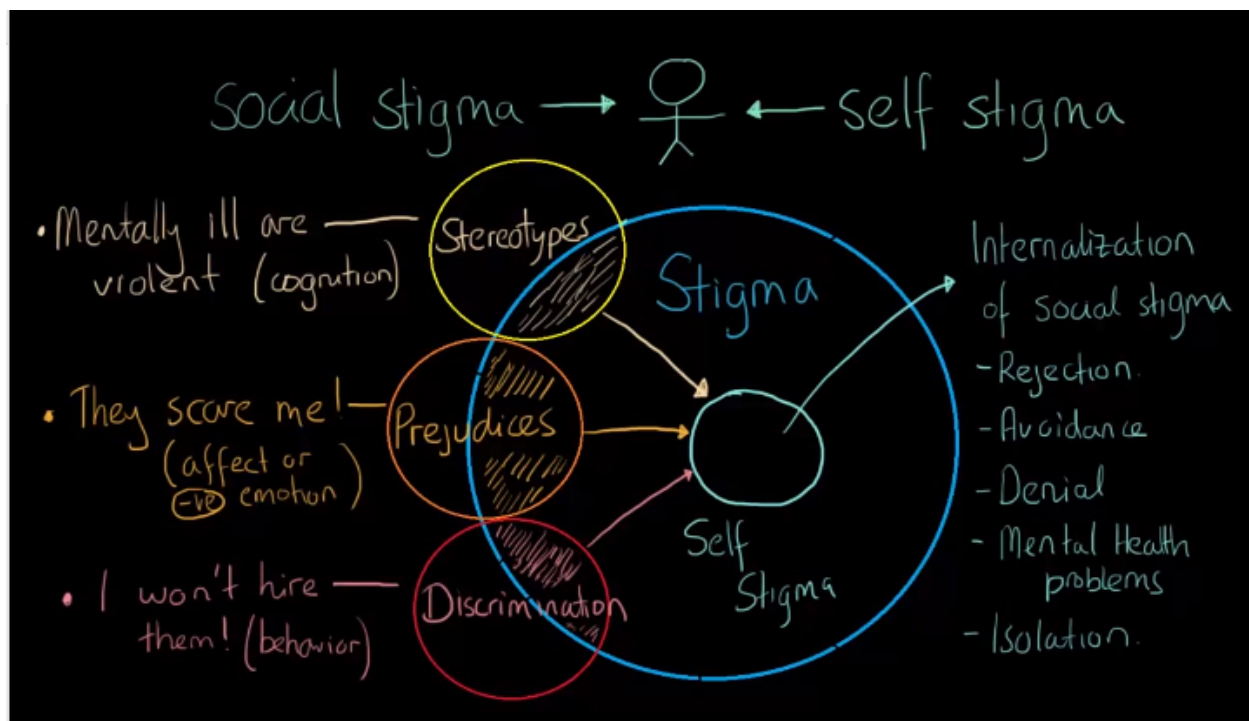 social stigma
self stigma
• Mentally ill are
violent (cognition)
Stereotypes
Stigma
• They scare me!
(affect or
-ve emotion)
Prejudices
• I won't hire
them! (behavior)
Discrimination
Self
Stigma
Internalization
of social stigma
- Rejection.
- Avoidance
- Denial
- Mental Health
problems
- Isolation.